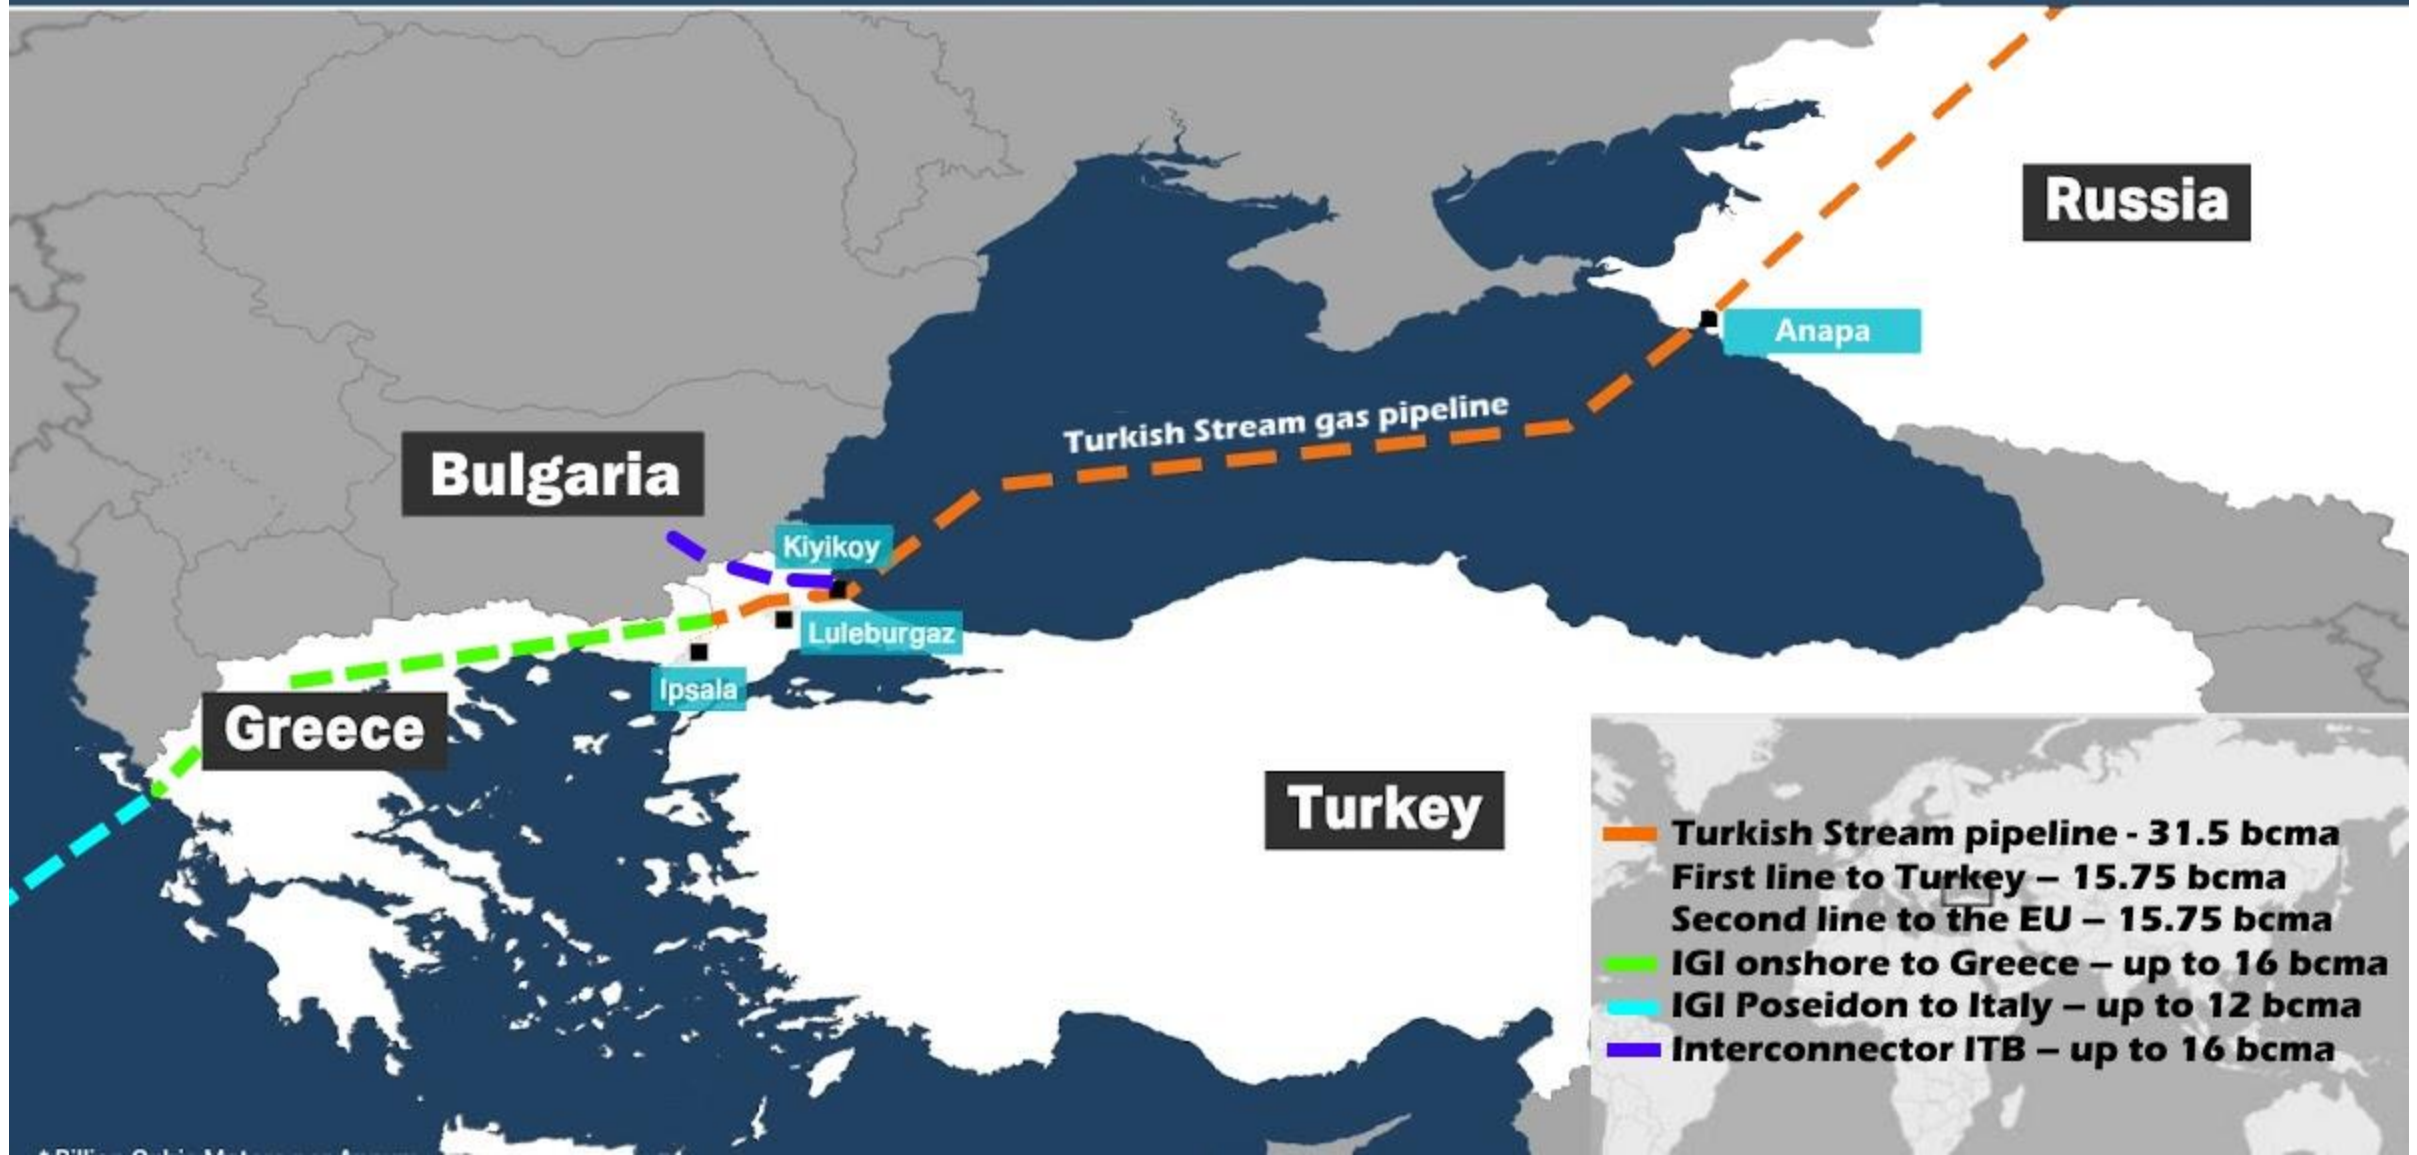 Russia
Anapa
Turkish Stream gas pipeline
Bulgaria
Kiyikoy
Luleburgaz
Ipsala
Greece
Turkey
Turkish Stream pipeline - 31.5 bcma
First line to Turkey – 15.75 bcma
Second line to the EU – 15.75 bcma
IGI onshore to Greece – up to 16 bcma
IGI Poseidon to Italy – up to 12 bcma
Interconnector ITB – up to 16 bcma